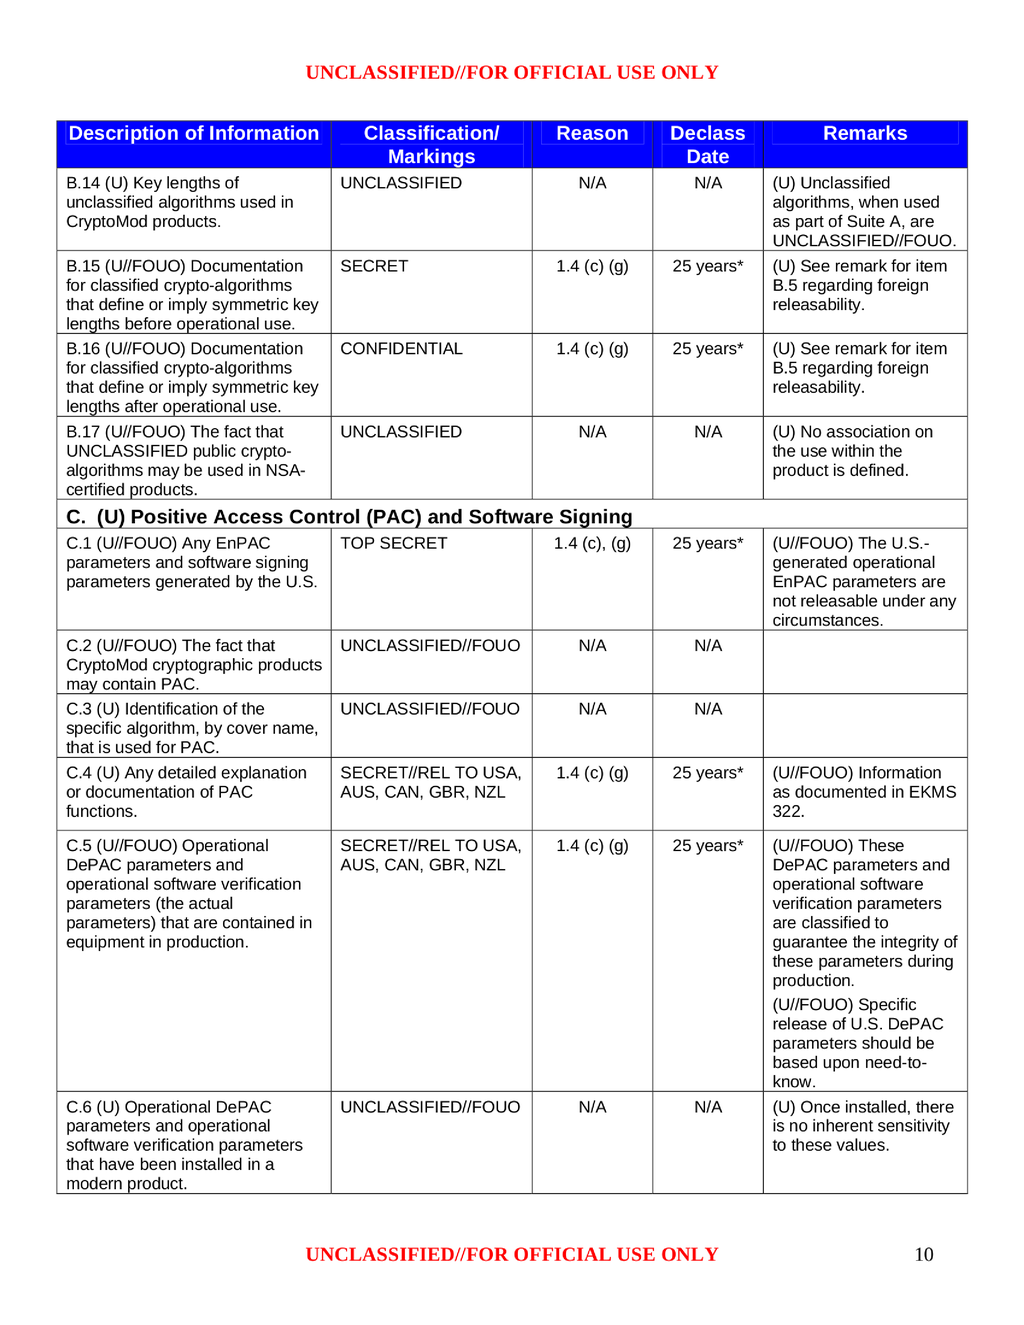 UNCLASSIFIED//FOR OFFICIAL USE ONLY
Description of Information
Classification/
Markings
Reason
Declass
Date
Remarks
B.14 (U) Key lengths of
unclassified algorithms used in
CryptoMod products.
UNCLASSIFIED
N/A
N/A
(U) Unclassified
algorithms, when used
as part of Suite A, are
UNCLASSIFIED//FOUO.
B.15 (U//FOUO) Documentation
for classified crypto-algorithms
that define or imply symmetric key
lengths before operational use.
SECRET
1.4 (c) (g)
25 years*
(U) See remark for item
B.5 regarding foreign
releasability.
B.16 (U//FOUO) Documentation
for classified crypto-algorithms
that define or imply symmetric key
lengths after operational use.
CONFIDENTIAL
1.4 (c) (g)
25 years*
(U) See remark for item
B.5 regarding foreign
releasability.
B.17 (U//FOUO) The fact that
UNCLASSIFIED public crypto-
algorithms may be used in NSA-
certified products.
UNCLASSIFIED
N/A
N/A
(U) No association on
the use within the
product is defined.
C. (U) Positive Access Control (PAC) and Software Signing
C.1 (U//FOUO) Any EnPAC
parameters and software signing
parameters generated by the U.S.
TOP SECRET
1.4 (c), (g)
25 years*
(U//FOUO) The U.S.-
generated operational
EnPAC parameters are
not releasable under any
circumstances.
C.2 (U//FOUO) The fact that
CryptoMod cryptographic products
may contain PAC.
UNCLASSIFIED//FOUO
N/A
N/A
C.3 (U) Identification of the
specific algorithm, by cover name,
that is used for PAC.
UNCLASSIFIED//FOUO
N/A
N/A
C.4 (U) Any detailed explanation
or documentation of PAC
functions.
SECRET//REL TO USA,
AUS, CAN, GBR, NZL
1.4 (c) (g)
25 years*
(U//FOUO) Information
as documented in EKMS
322.
C.5 (U//FOUO) Operational
DePAC parameters and
operational software verification
parameters (the actual
parameters) that are contained in
equipment in production.
SECRET//REL TO USA,
AUS, CAN, GBR, NZL
1.4 (c) (g)
25 years*
(U//FOUO) These
DePAC parameters and
operational software
verification parameters
are classified to
guarantee the integrity of
these parameters during
production.
(U//FOUO) Specific
release of U.S. DePAC
parameters should be
based upon need-to-
know.
C.6 (U) Operational DePAC
parameters and operational
software verification parameters
that have been installed in a
modern product.
UNCLASSIFIED//FOUO
N/A
N/A
(U) Once installed, there
is no inherent sensitivity
to these values.
UNCLASSIFIED//FOR OFFICIAL USE ONLY
10